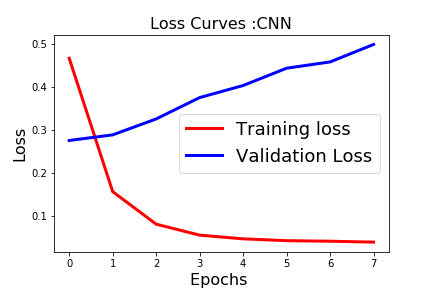 Loss Curves :CNN
0.5
0.4
0.3
0.2
0.1
Loss
Training loss
Validation Loss
0 1 2 3 4 5 6 7
Epochs